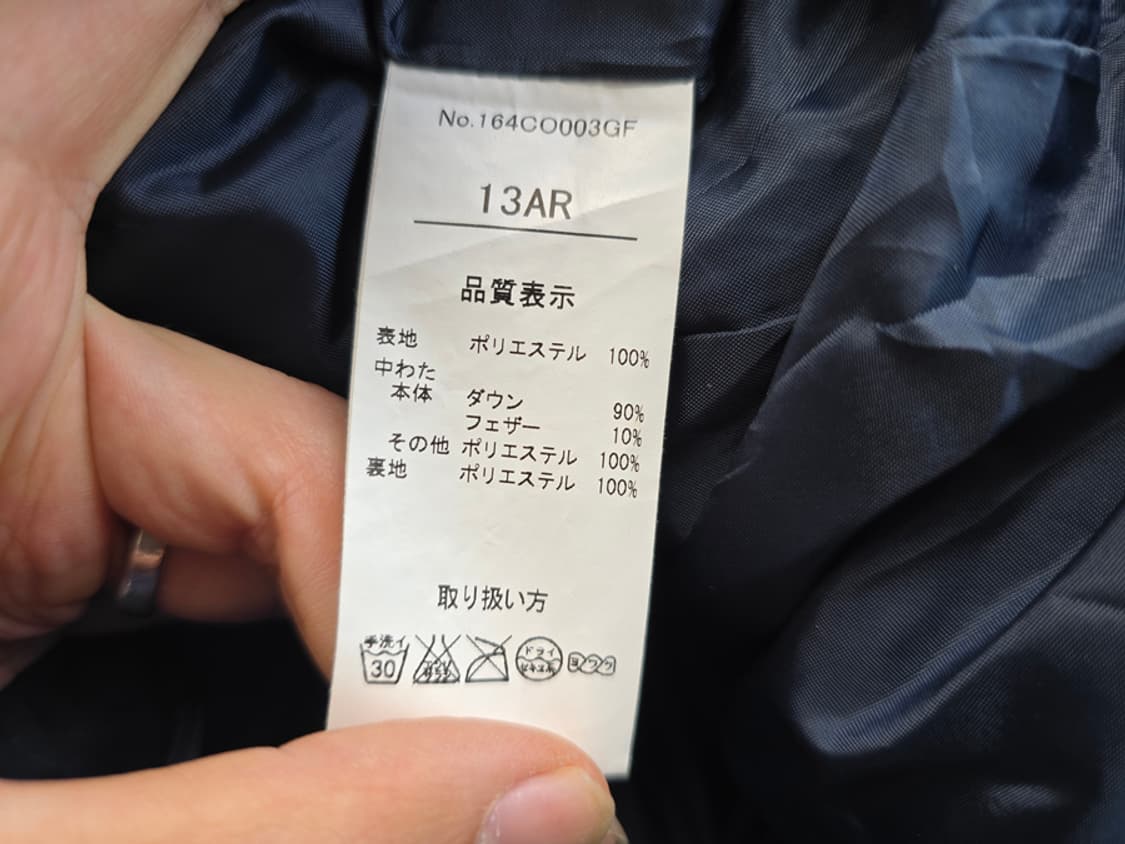 No.164CO003GF
13AR
品質表示
表地 ポリエステル 100%
中わた
本体 ダウン 90%
フェザー 10%
その他 ポリエステル 100%
裏地 ポリエステル 100%
取り扱い方
手洗イ 30 ドライ セキユ系 ヨワク